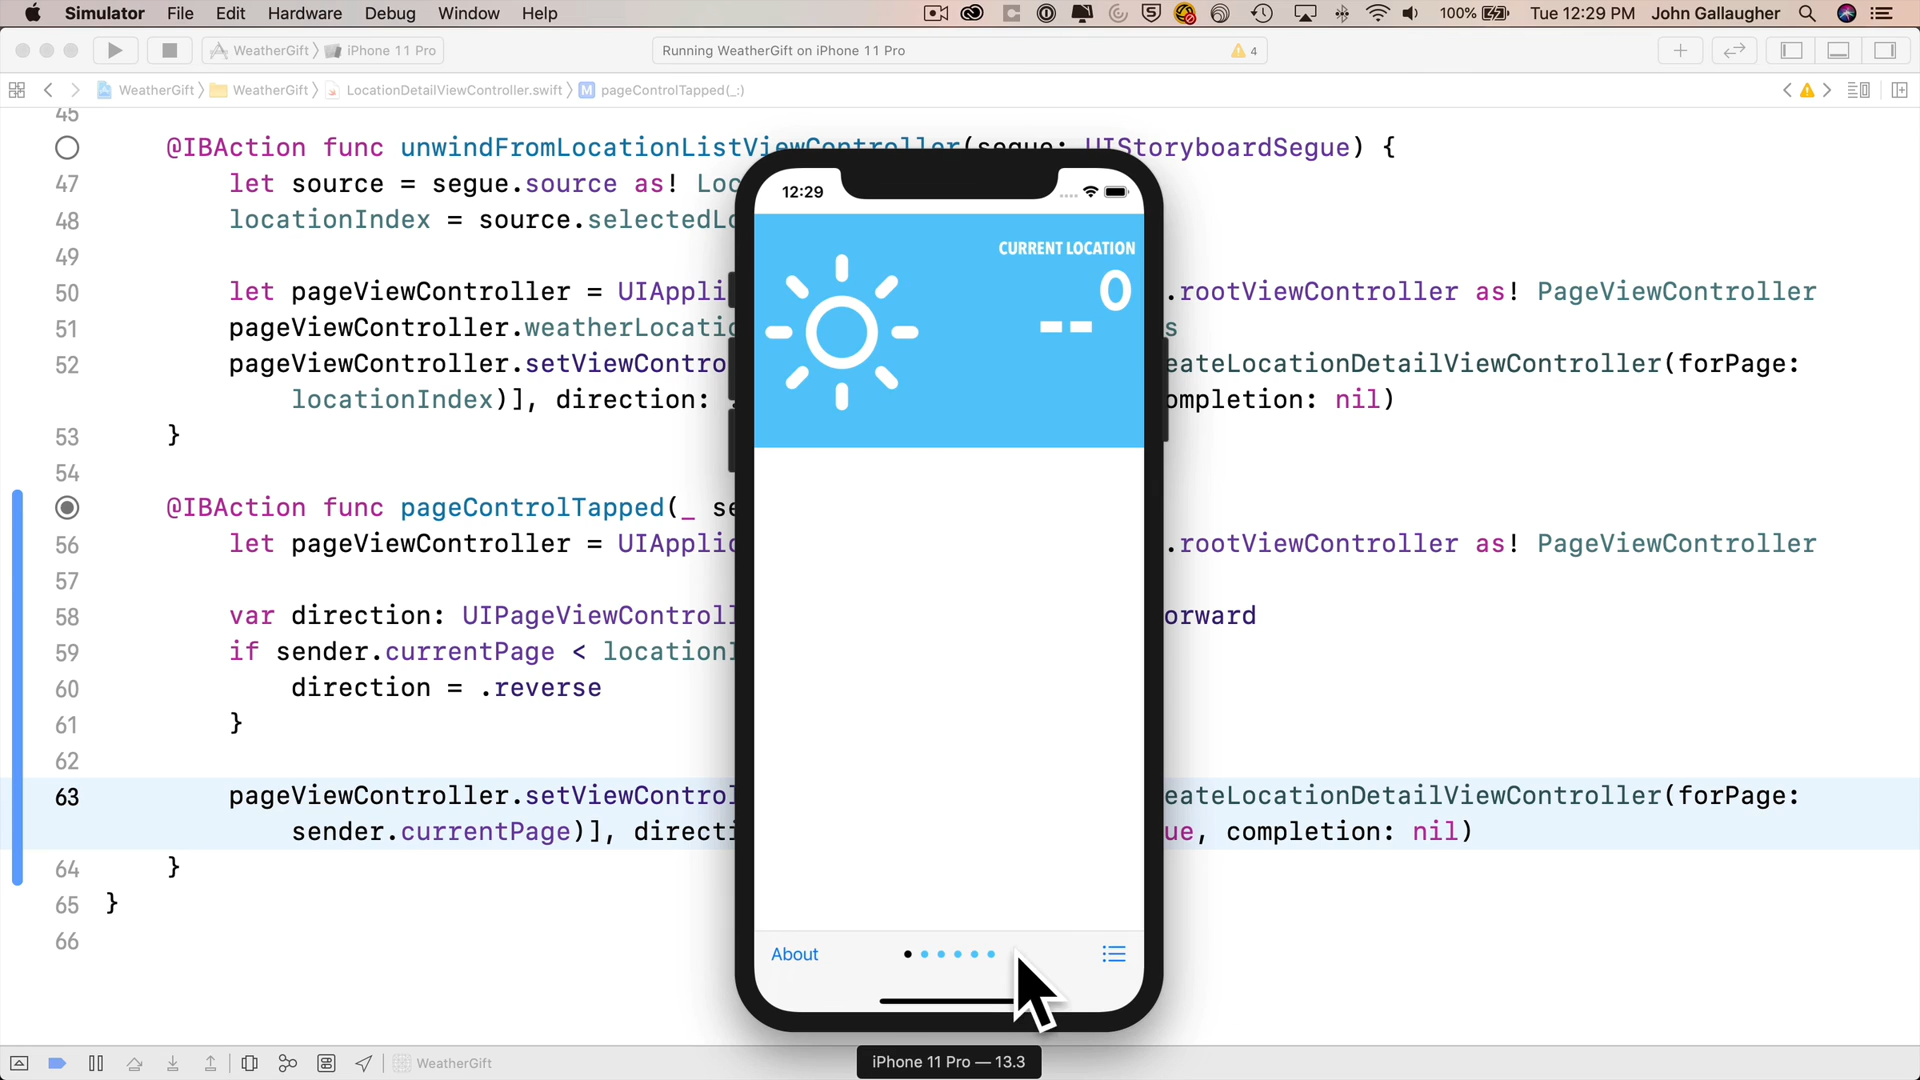 Simulator File Edit Hardware Debug Window Help 100% Tue 12:29 PM John Gallaugher
WeatherGift iPhone 11 Pro Running WeatherGift on iPhone 11 Pro 4
WeatherGift WeatherGift LocationDetailViewController.swift M pageControlTapped(_:)
45
@IBAction func unwindFromLocationListViewController(segue: UIStoryboardSegue) {
47 let source = segue.source as! Loc
48 locationIndex = source.selectedLo
49
50 let pageViewController = UIAppli .rootViewController as! PageViewController
51 pageViewController.weatherLocatio s
52 pageViewController.setViewContro eateLocationDetailViewController(forPage:
locationIndex)], direction: ompletion: nil)
53 }
54
@IBAction func pageControlTapped(_ se
56 let pageViewController = UIApplic .rootViewController as! PageViewController
57
58 var direction: UIPageViewControll orward
59 if sender.currentPage < locationI
60 direction = .reverse
61 }
62
63 pageViewController.setViewControl eateLocationDetailViewController(forPage:
sender.currentPage)], directi ue, completion: nil)
64 }
65 }
66
12:29
CURRENT LOCATION
--°
About
iPhone 11 Pro — 13.3
WeatherGift